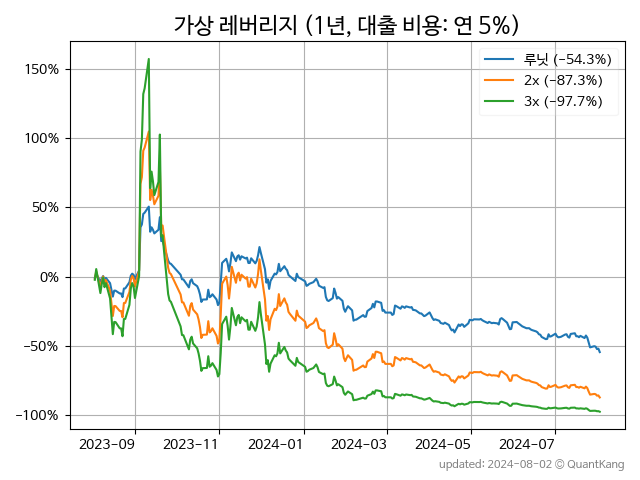 가상 레버리지 (1년, 대출 비용: 연 5%)
루닛 (−54.3%)
2x (−87.3%)
3x (−97.7%)
150%
100%
50%
0%
−50%
−100%
2023-09 2023-11 2024-01 2024-03 2024-05 2024-07
updated: 2024-08-02 © QuantKang